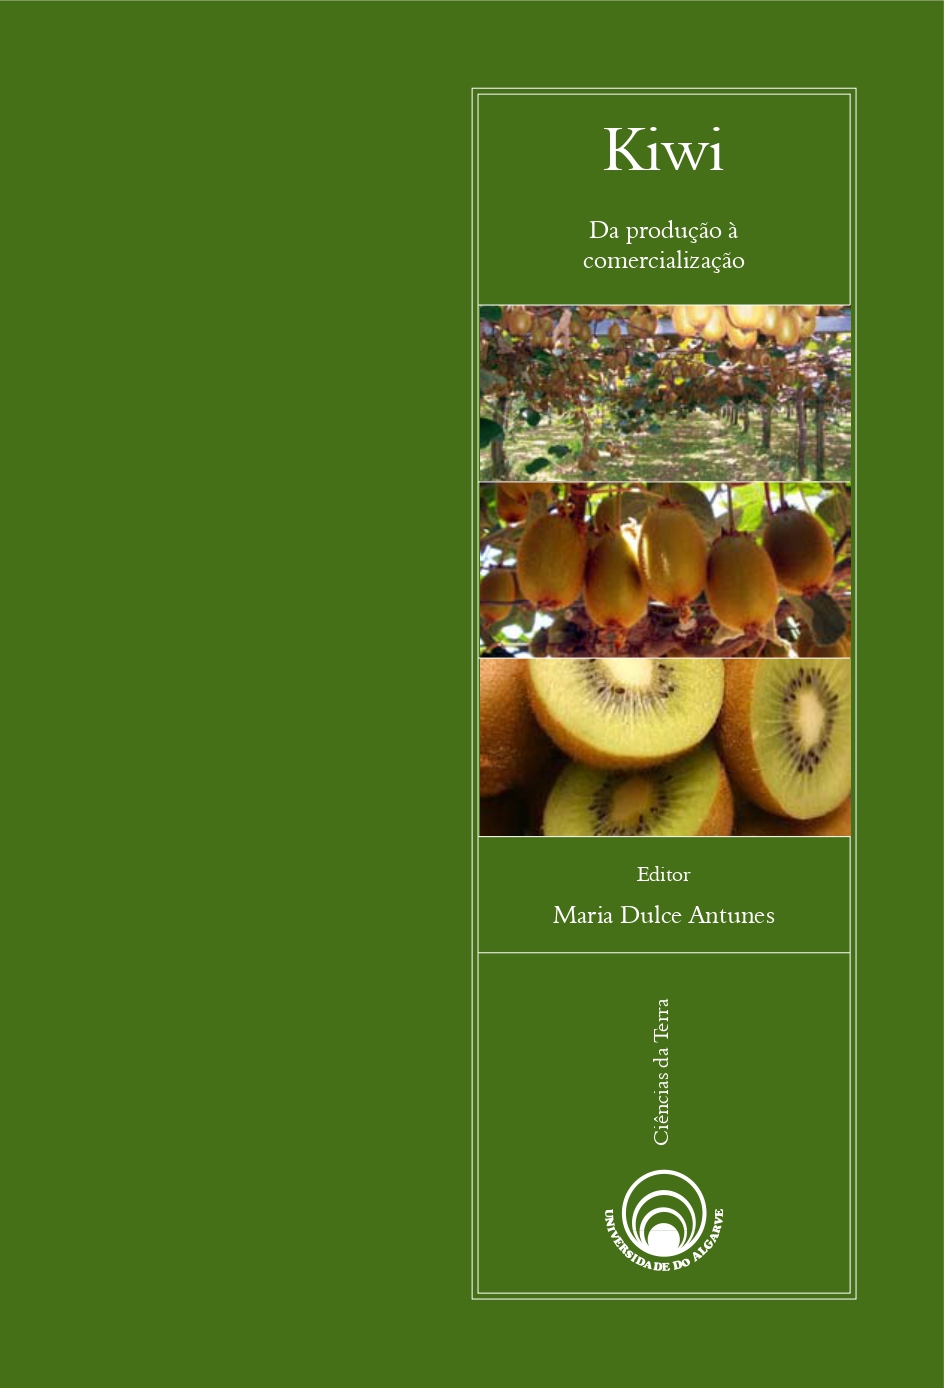 Kiwi
Da produção à
comercialização
Editor
Maria Dulce Antunes
Ciências da Terra
UNIVERSIDADE DO ALGARVE